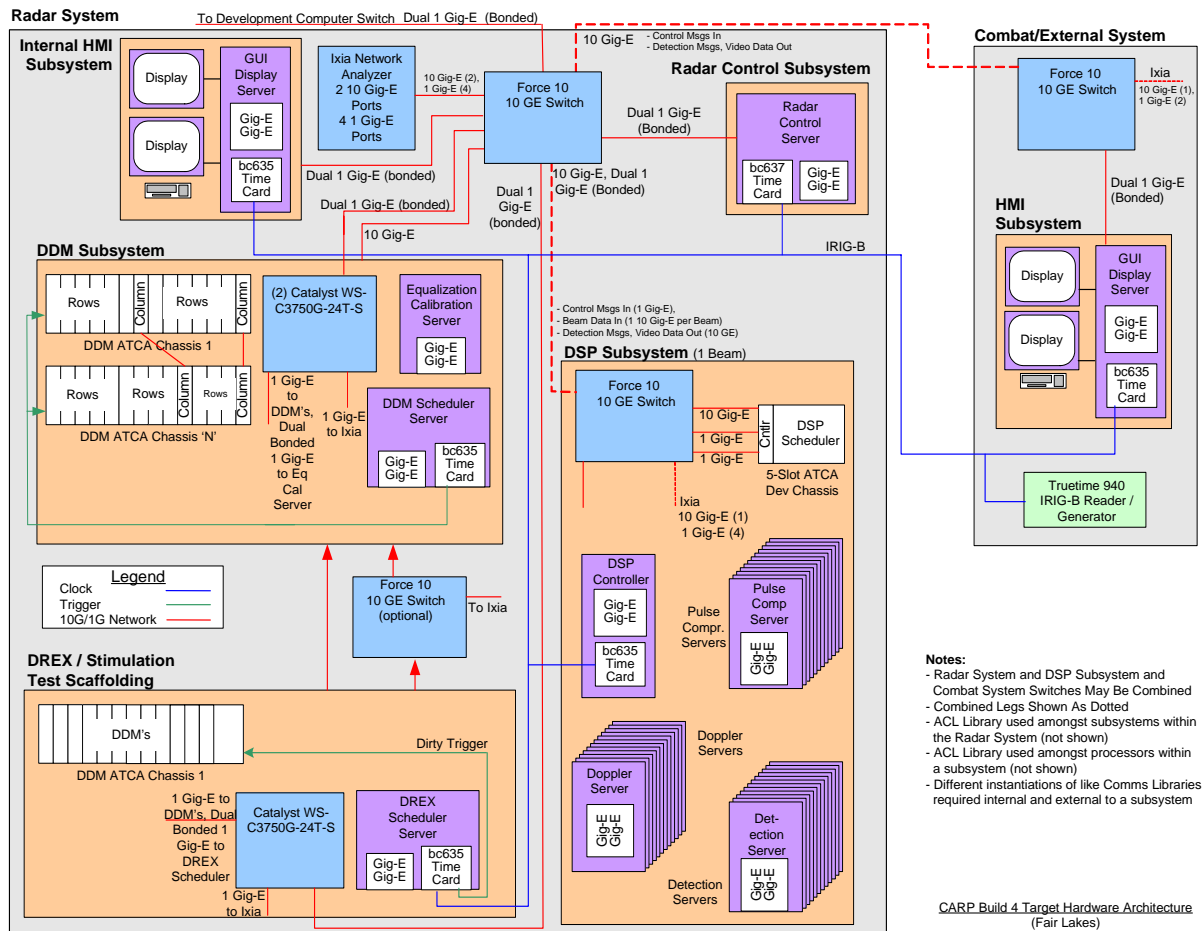 Radar System
To Development Computer Switch
Dual 1 Gig-E (Bonded)
Internal HMI
Subsystem
Display
Display
GUI
Display
Server
Gig-E
Gig-E
bc635
Time
Card
Ixia Network
Analyzer
2 10 Gig-E
Ports
4 1 Gig-E
Ports
10 Gig-E (2),
1 Gig-E (4)
Force 10
10 GE Switch
10 Gig-E
- Control Msgs In
- Detection Msgs, Video Data Out
Radar Control Subsystem
Dual 1 Gig-E
(Bonded)
Radar
Control
Server
bc637
Time
Card
Gig-E
Gig-E
Dual 1 Gig-E (bonded)
Dual 1 Gig-E (bonded)
10 Gig-E
Dual 1
Gig-E
(bonded)
10 Gig-E, Dual 1
Gig-E (Bonded)
IRIG-B
Combat/External System
Force 10
10 GE Switch
Ixia
10 Gig-E (1),
1 Gig-E (2)
Dual 1 Gig-E
(Bonded)
HMI
Subsystem
Display
Display
GUI
Display
Server
Gig-E
Gig-E
bc635
Time
Card
Truetime 940
IRIG-B Reader /
Generator
DDM Subsystem
Rows
Column
Rows
Column
DDM ATCA Chassis 1
Rows
Rows
Column
Rows
Column
DDM ATCA Chassis 'N'
(2) Catalyst WS-
C3750G-24T-S
1 Gig-E
to
DDM's,
Dual
Bonded
1 Gig-E
to Eq
Cal
Server
1 Gig-E
to Ixia
Equalization
Calibration
Server
Gig-E
Gig-E
DDM Scheduler
Server
Gig-E
Gig-E
bc635
Time
Card
- Control Msgs In (1 Gig-E),
- Beam Data In (1 10 Gig-E per Beam)
- Detection Msgs, Video Data Out (10 GE)
DSP Subsystem (1 Beam)
Force 10
10 GE Switch
10 Gig-E
1 Gig-E
1 Gig-E
Cntlr
DSP
Scheduler
5-Slot ATCA
Dev Chassis
Ixia
10 Gig-E (1)
1 Gig-E (4)
DSP
Controller
Gig-E
Gig-E
bc635
Time
Card
Pulse
Compr.
Servers
Pulse
Comp
Server
Gig-E
Gig-E
Doppler
Servers
Doppler
Server
Gig-E
Gig-E
Det-
ection
Server
Gig-E
Gig-E
Detection
Servers
Legend
Clock
Trigger
10G/1G Network
Force 10
10 GE Switch
(optional)
To Ixia
DREX / Stimulation
Test Scaffolding
DDM's
DDM ATCA Chassis 1
Dirty Trigger
1 Gig-E to
DDM's, Dual
Bonded 1
Gig-E to
DREX
Scheduler
Catalyst WS-
C3750G-24T-S
1 Gig-E
to Ixia
DREX
Scheduler
Server
Gig-E
Gig-E
bc635
Time
Card
Notes:
- Radar System and DSP Subsystem and
Combat System Switches May Be Combined
- Combined Legs Shown As Dotted
- ACL Library used amongst subsystems within
the Radar System (not shown)
- ACL Library used amongst processors within
a subsystem (not shown)
- Different instantiations of like Comms Libraries
required internal and external to a subsystem
CARP Build 4 Target Hardware Architecture
(Fair Lakes)